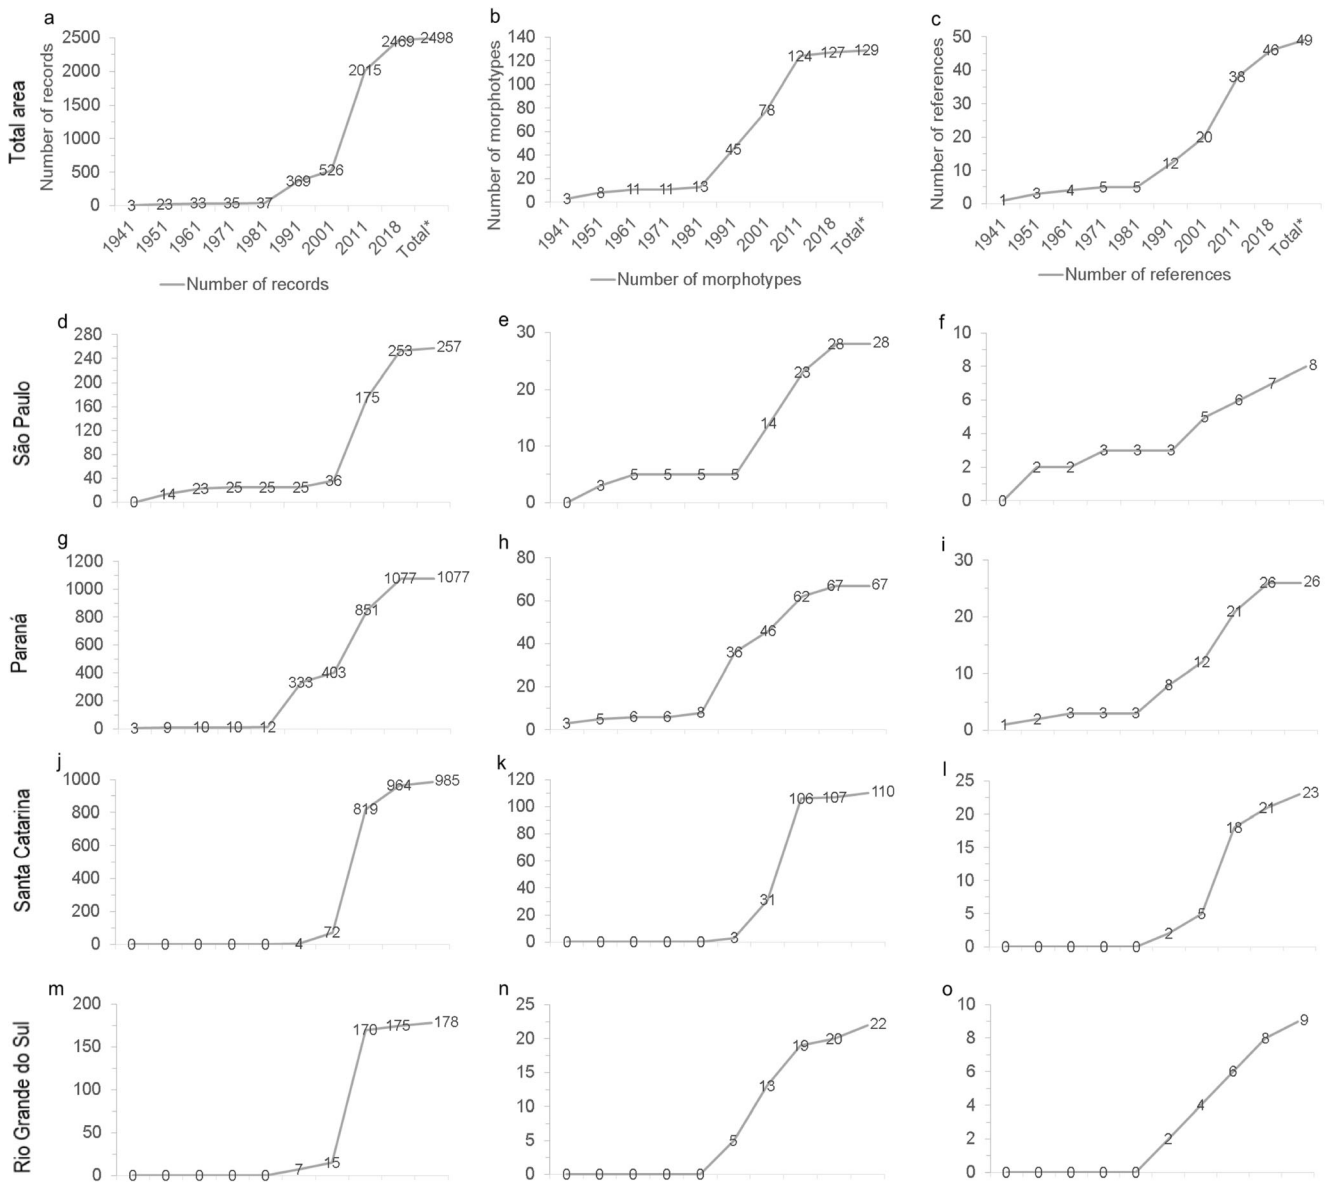 a
b
c
Total area
Number of records
2500
2000
1500
1000
500
0
3 23 33 35 37 369 526 2015 2469 2498
1941 1951 1961 1971 1981 1991 2001 2011 2018 Total*
Number of records
Number of morphotypes
140
120
100
80
60
40
20
0
3 8 11 11 13 45 78 124 127 129
1941 1951 1961 1971 1981 1991 2001 2011 2018 Total*
Number of morphotypes
Number of references
50
40
30
20
10
0
1 3 4 5 5 12 20 38 46 49
1941 1951 1961 1971 1981 1991 2001 2011 2018 Total*
Number of references
São Paulo
d
280
240
200
160
120
80
40
0
0 14 23 25 25 25 36 175 253 257
e
30
20
10
0
0 3 5 5 5 5 14 23 28 28
f
10
8
6
4
2
0
0 2 2 3 3 3 5 6 7 8
Paraná
g
1200
1000
800
600
400
200
0
3 9 10 10 12 333 403 851 1077 1077
h
80
60
40
20
0
3 5 6 6 8 36 46 62 67 67
i
30
20
10
0
1 2 3 3 3 8 12 21 26 26
Santa Catarina
j
1000
800
600
400
200
0
0 0 0 0 0 4 72 819 964 985
k
120
100
80
60
40
20
0
0 0 0 0 0 3 31 106 107 110
l
25
20
15
10
5
0
0 0 0 0 0 2 5 18 21 23
Rio Grande do Sul
m
200
150
100
50
0
0 0 0 0 0 7 15 170 175 178
n
25
20
15
10
5
0
0 0 0 0 0 5 13 19 20 22
o
10
8
6
4
2
0
0 0 0 0 0 2 4 6 8 9